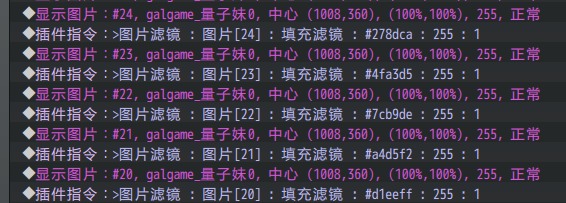 ◆显示图片：#24, galgame_量子妹0, 中心 (1008,360), (100%,100%), 255, 正常
◆插件指令：>图片滤镜 : 图片[24] : 填充滤镜 : #278dca : 255 : 1
◆显示图片：#23, galgame_量子妹0, 中心 (1008,360), (100%,100%), 255, 正常
◆插件指令：>图片滤镜 : 图片[23] : 填充滤镜 : #4fa3d5 : 255 : 1
◆显示图片：#22, galgame_量子妹0, 中心 (1008,360), (100%,100%), 255, 正常
◆插件指令：>图片滤镜 : 图片[22] : 填充滤镜 : #7cb9de : 255 : 1
◆显示图片：#21, galgame_量子妹0, 中心 (1008,360), (100%,100%), 255, 正常
◆插件指令：>图片滤镜 : 图片[21] : 填充滤镜 : #a4d5f2 : 255 : 1
◆显示图片：#20, galgame_量子妹0, 中心 (1008,360), (100%,100%), 255, 正常
◆插件指令：>图片滤镜 : 图片[20] : 填充滤镜 : #d1eeff : 255 : 1